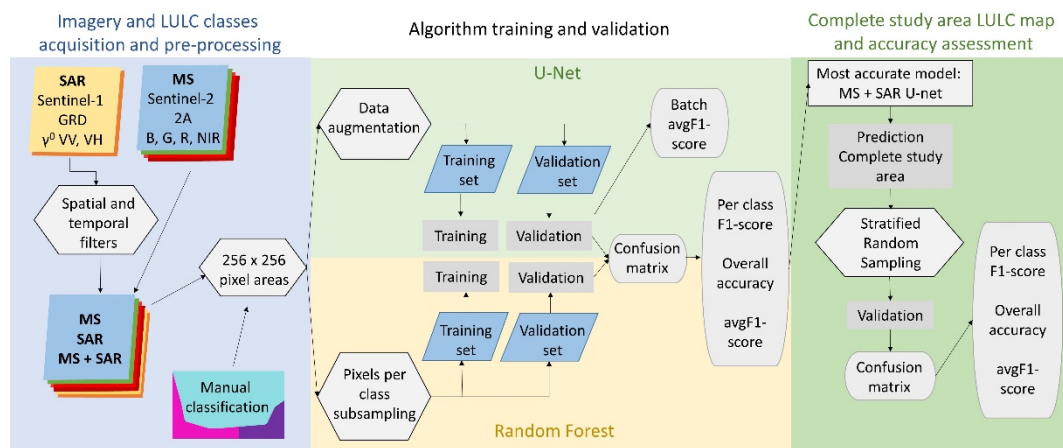 Imagery and LULC classes
acquisition and pre-processing
SAR
Sentinel-1
GRD
γ⁰ VV, VH
MS
Sentinel-2
2A
B, G, R, NIR
Spatial and
temporal
filters
MS
SAR
MS + SAR
256 x 256
pixel areas
Manual
classification
Algorithm training and validation
U-Net
Data
augmentation
Training
set
Validation
set
Batch
avgF1-
score
Training
Validation
Training
Validation
Training
set
Validation
set
Pixels per
class
subsampling
Random Forest
Confusion
matrix
Per class
F1-score
Overall
accuracy
avgF1-
score
Complete study area LULC map
and accuracy assessment
Most accurate model:
MS + SAR U-net
Prediction
Complete study
area
Stratified
Random
Sampling
Validation
Confusion
matrix
Per class
F1-score
Overall
accuracy
avgF1-
score